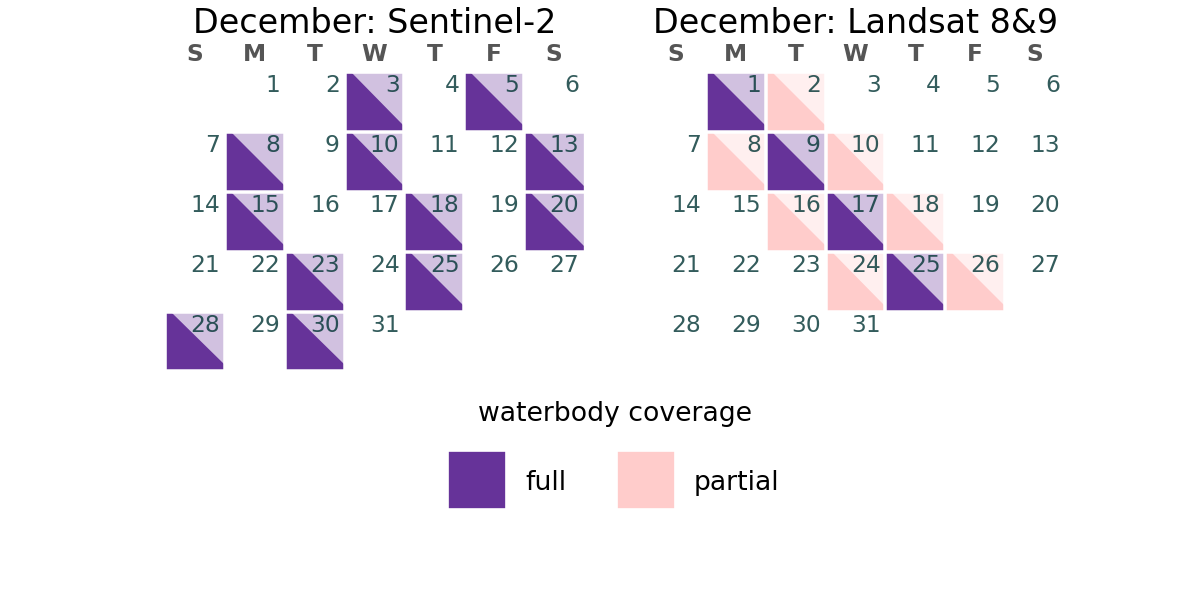 December: Sentinel-2
S M T W T F S
1 2 3 4 5 6
7 8 9 10 11 12 13
14 15 16 17 18 19 20
21 22 23 24 25 26 27
28 29 30 31
December: Landsat 8&9
S M T W T F S
1 2 3 4 5 6
7 8 9 10 11 12 13
14 15 16 17 18 19 20
21 22 23 24 25 26 27
28 29 30 31
waterbody coverage
full partial